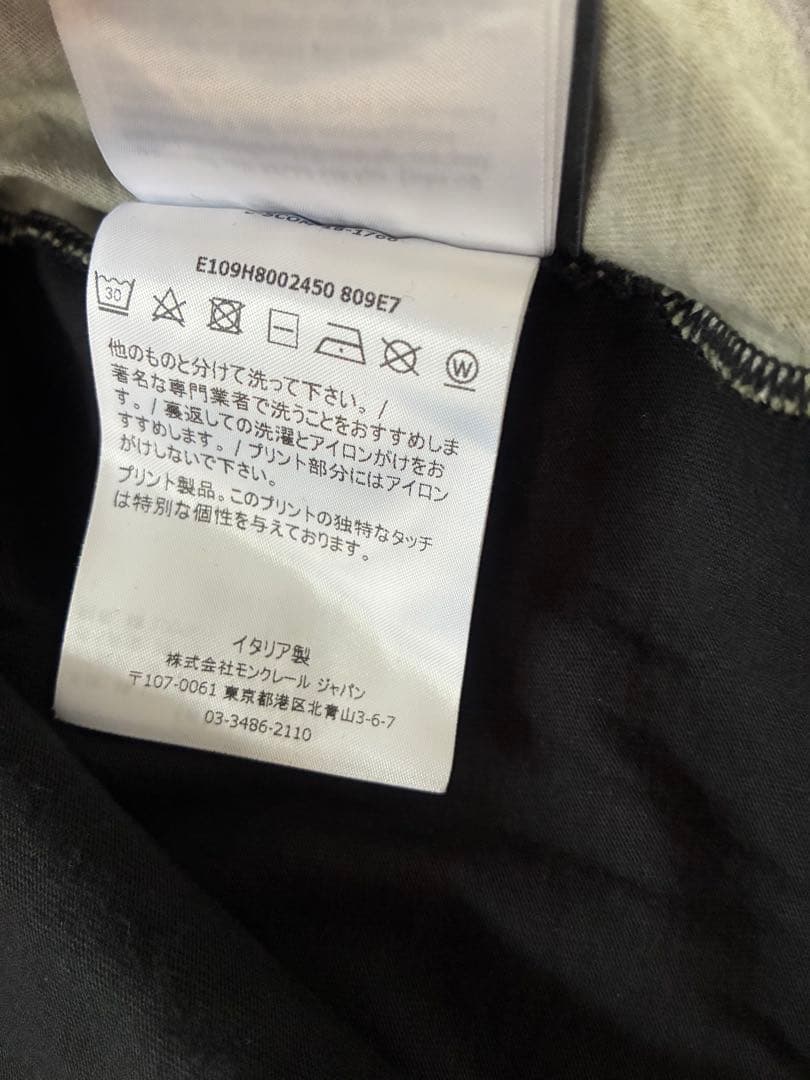 E109H8002450 809E7
30
W
他のものと分けて洗って下さい。/
著名な専門業者で洗うことをおすすめしま
す。/ 裏返しての洗濯とアイロンがけをお
すすめします。/ プリント部分にはアイロン
がけしないで下さい。
プリント製品。このプリントの独特なタッチ
は特別な個性を与えております。
イタリア製
株式会社モンクレール ジャパン
〒107-0061 東京都港区北青山3-6-7
03-3486-2110